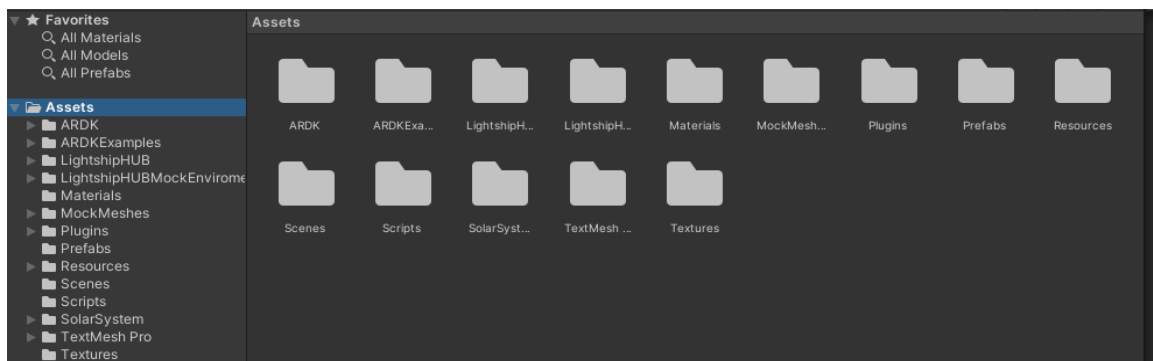 Favorites
All Materials
All Models
All Prefabs
Assets
ARDK
ARDKExamples
LightshipHUB
LightshipHUBMockEnvirome
Materials
MockMeshes
Plugins
Prefabs
Resources
Scenes
Scripts
SolarSystem
TextMesh Pro
Textures
Assets
ARDK ARDKExa... LightshipH... LightshipH... Materials MockMesh... Plugins Prefabs Resources
Scenes Scripts SolarSyst... TextMesh ... Textures